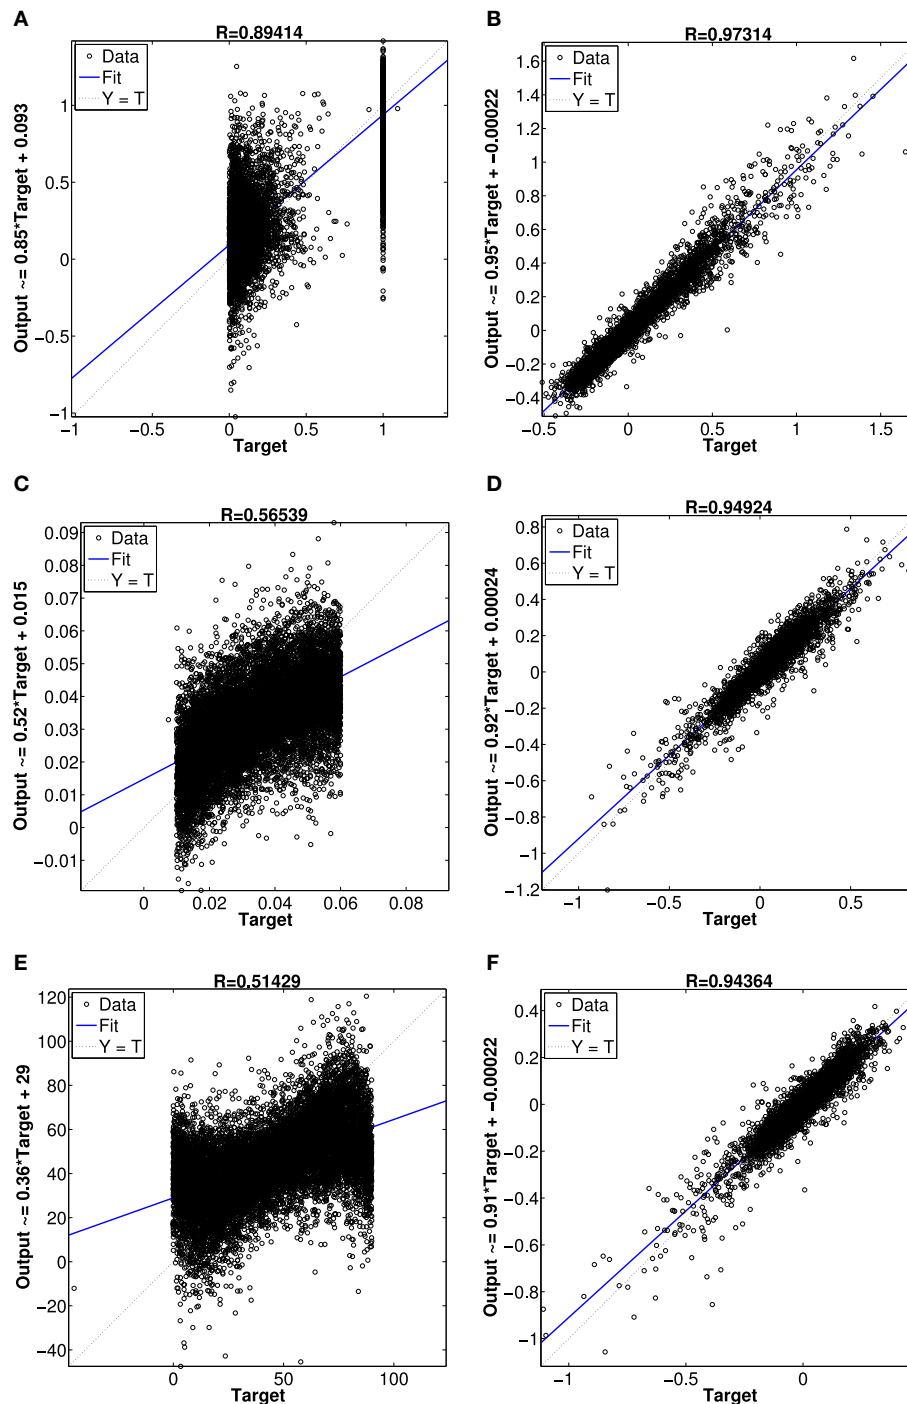 A
R=0.89414
Data
Fit
Y = T
1
0.5
0
−0.5
−1
Output ~= 0.85*Target + 0.093
−1 −0.5 0 0.5 1
Target
B
R=0.97314
Data
Fit
Y = T
1.6
1.4
1.2
1
0.8
0.6
0.4
0.2
0
−0.2
−0.4
Output ~= 0.95*Target + −0.00022
−0.5 0 0.5 1 1.5
Target
C
R=0.56539
Data
Fit
Y = T
0.09
0.08
0.07
0.06
0.05
0.04
0.03
0.02
0.01
0
−0.01
Output ~= 0.52*Target + 0.015
0 0.02 0.04 0.06 0.08
Target
D
R=0.94924
Data
Fit
Y = T
0.8
0.6
0.4
0.2
0
−0.2
−0.4
−0.6
−0.8
−1
−1.2
Output ~= 0.92*Target + 0.00024
−1 −0.5 0 0.5
Target
E
R=0.51429
Data
Fit
Y = T
120
100
80
60
40
20
0
−20
−40
Output ~= 0.36*Target + 29
0 50 100
Target
F
R=0.94364
Data
Fit
Y = T
0.4
0.2
0
−0.2
−0.4
−0.6
−0.8
−1
Output ~= 0.91*Target + −0.00022
−1 −0.5 0
Target